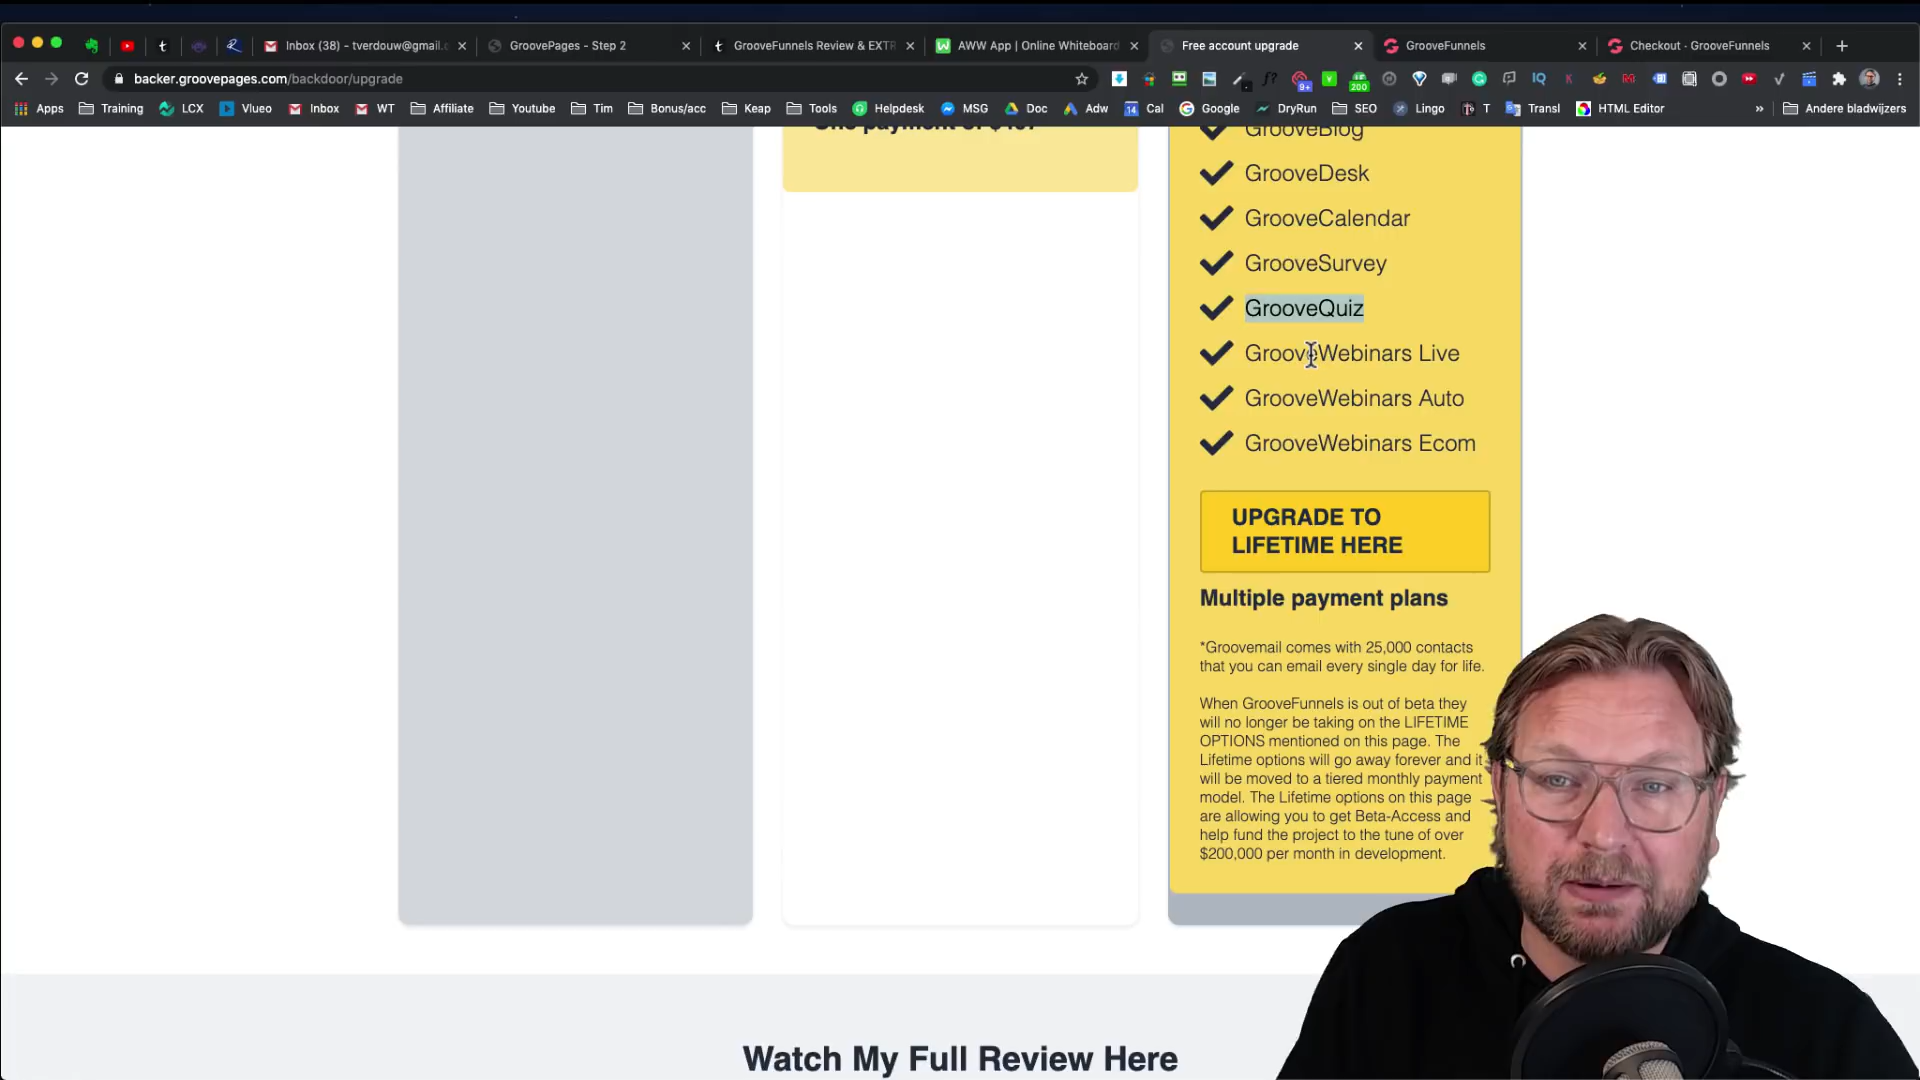 Inbox (38) - tverdouw@gmail.c
GroovePages - Step 2
GrooveFunnels Review & EXTR
AWW App | Online Whiteboard
Free account upgrade
GrooveFunnels
Checkout - GrooveFunnels
backer.groovepages.com/backdoor/upgrade
Apps
Training
LCX
Vlueo
Inbox
WT
Affiliate
Youtube
Tim
Bonus/acc
Keap
Tools
Helpdesk
MSG
Doc
Adw
Cal
Google
DryRun
SEO
Lingo
T
Transl
HTML Editor
Andere bladwijzers
One payment of
GrooveBlog
GrooveDesk
GrooveCalendar
GrooveSurvey
GrooveQuiz
GrooveWebinars Live
GrooveWebinars Auto
GrooveWebinars Ecom
UPGRADE TO
LIFETIME HERE
Multiple payment plans
*Groovemail comes with 25,000 contacts
that you can email every single day for life.
When GrooveFunnels is out of beta they
will no longer be taking on the LIFETIME
OPTIONS mentioned on this page. The
Lifetime options will go away forever and it
will be moved to a tiered monthly payment
model. The Lifetime options on this page
are allowing you to get Beta-Access and
help fund the project to the tune of over
$200,000 per month in development.
Watch My Full Review Here